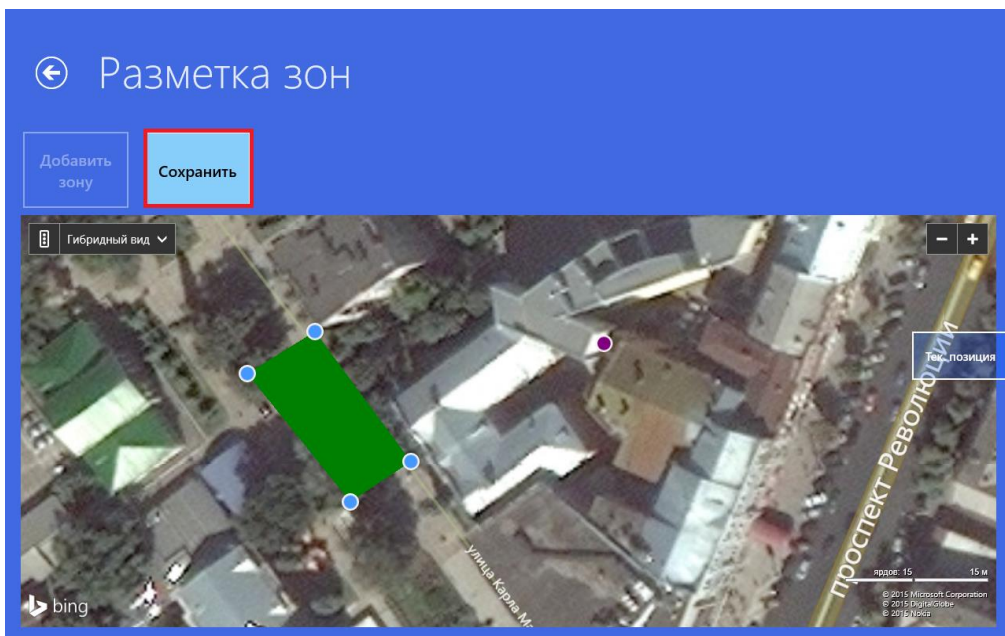 Разметка зон
Добавить
зону
Сохранить
Гибридный вид
Тек. позиция
проспект Революции
улица Карла Ма
ярдов: 15 15 м
bing
© 2015 Microsoft Corporation
© 2015 DigitalGlobe
© 2015 Nokia